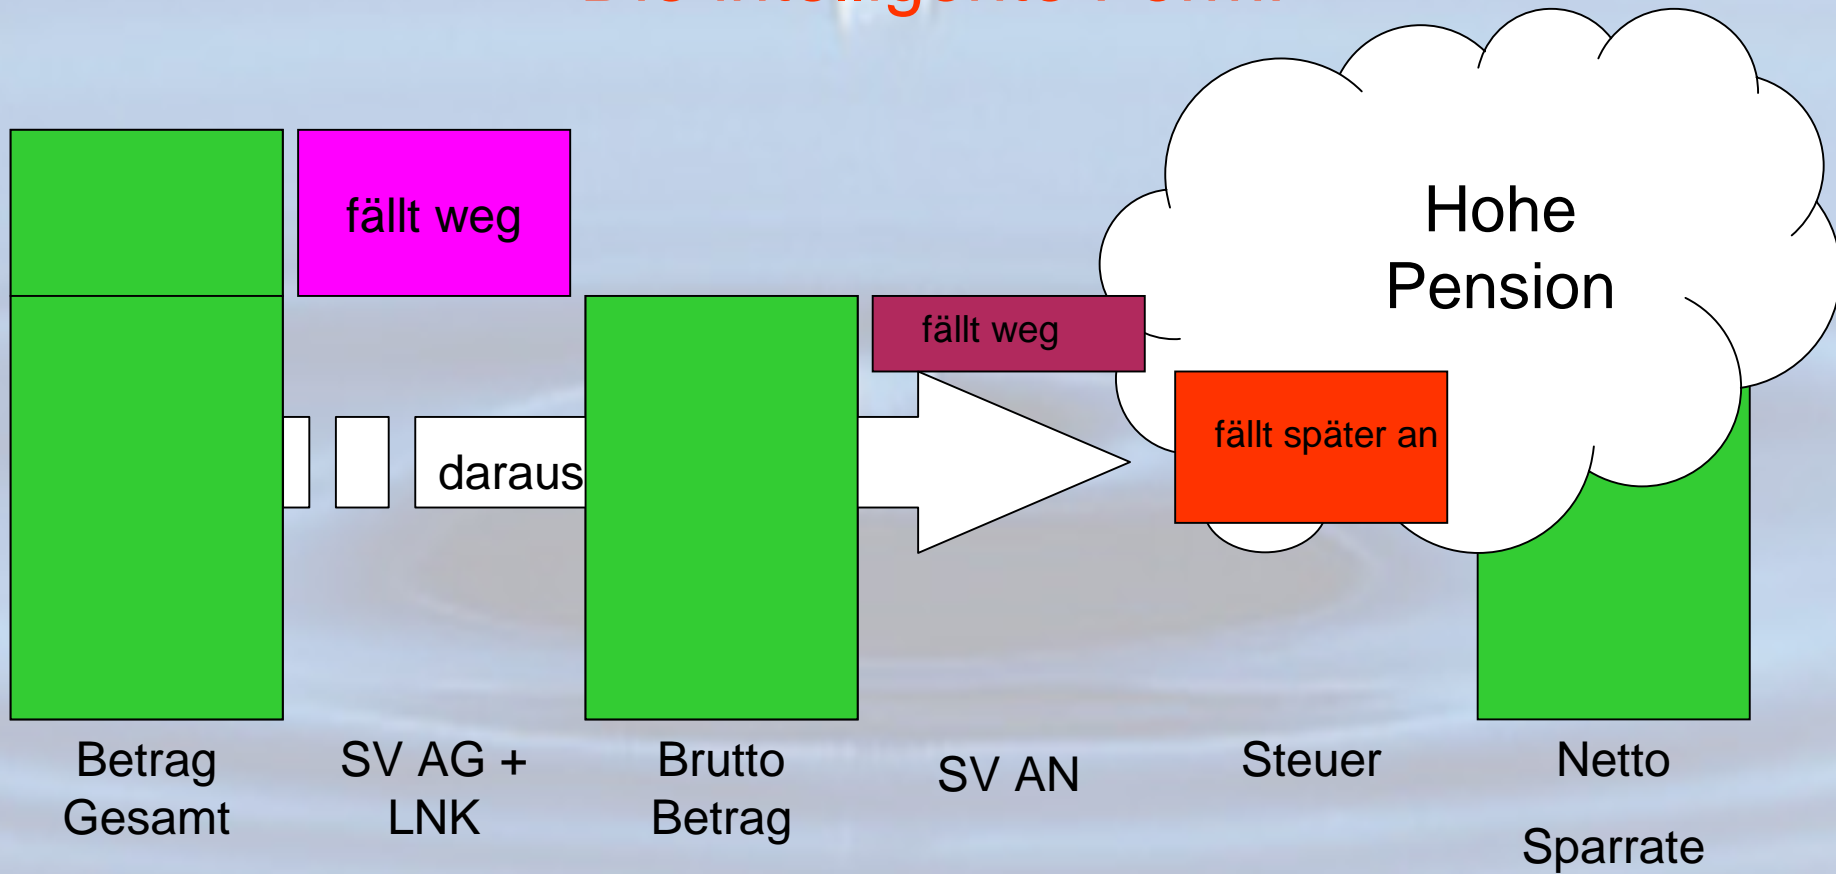 fällt weg
Hohe
Pension
fällt weg
fällt später an
daraus
Betrag
Gesamt
SV AG +
LNK
Brutto
Betrag
SV AN
Steuer
Netto
Sparrate